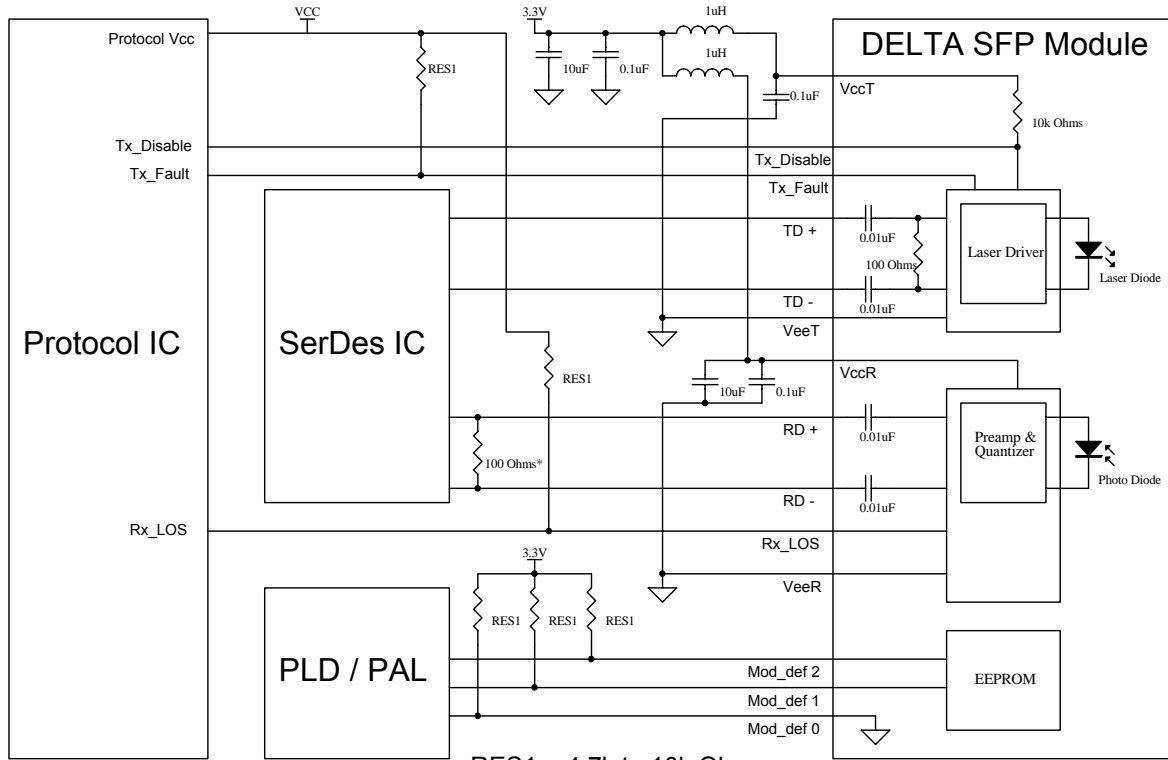 VCC
3.3V
1uH
Protocol Vcc
RES1
10uF
0.1uF
1uH
DELTA SFP Module
0.1uF
VccT
10k Ohms
Tx_Disable
Tx_Disable
Tx_Fault
Tx_Fault
TD +
0.01uF
Laser Driver
100 Ohms
Laser Diode
TD -
0.01uF
VeeT
Protocol IC
SerDes IC
RES1
VccR
10uF
0.1uF
RD +
0.01uF
Preamp &
Quantizer
100 Ohms*
Photo Diode
RD -
0.01uF
Rx_LOS
Rx_LOS
3.3V
VeeR
RES1
RES1
RES1
PLD / PAL
Mod_def 2
EEPROM
Mod_def 1
Mod_def 0